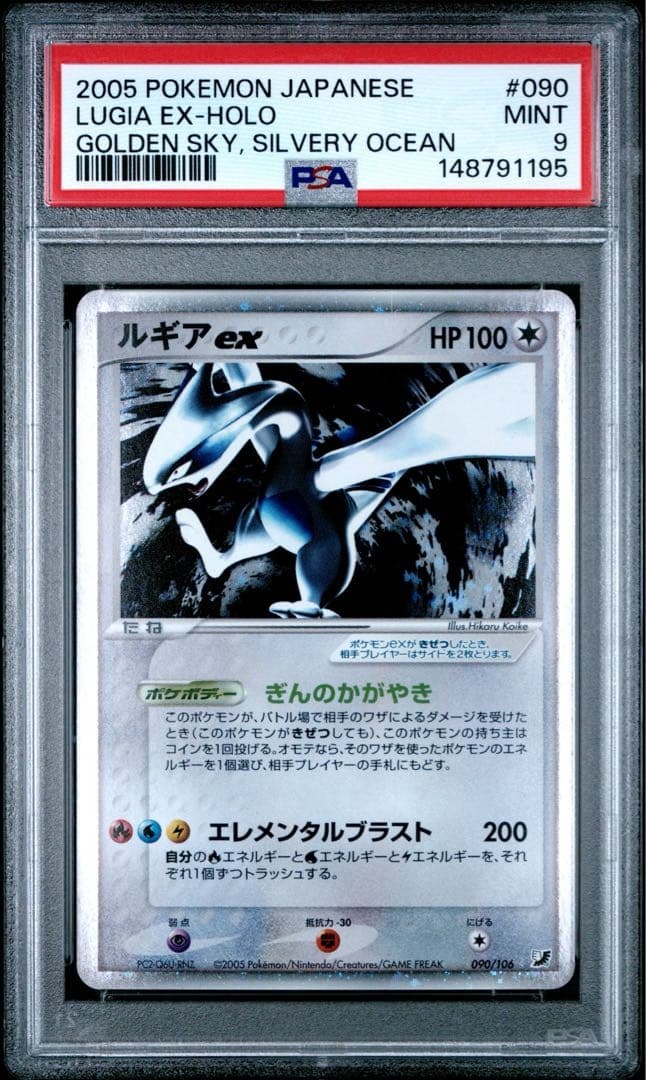 2005 POKEMON JAPANESE #090
LUGIA EX-HOLO MINT
GOLDEN SKY, SILVERY OCEAN 9
PSA 148791195
ルギアex HP100
たね Illus.Hikaru Koike
ポケモンexがきぜつしたとき、
相手プレイヤーはサイドを2枚とります。
ポケボディー ぎんのかがやき
このポケモンが、バトル場で相手のワザによるダメージを受けた
とき(このポケモンがきぜつしても)、このポケモンの持ち主は
コインを1回投げる。オモテなら、そのワザを使ったポケモンのエネ
ルギーを1個選び、相手プレイヤーの手札にもどす。
エレメンタルブラスト 200
自分のエネルギーとエネルギーとエネルギーを、それ
ぞれ1個ずつトラッシュする。
弱点 抵抗力 -30 にげる
PC2-Q6U-RNZ ©2005 Pokémon/Nintendo/Creatures/GAME FREAK 090/106
PSA